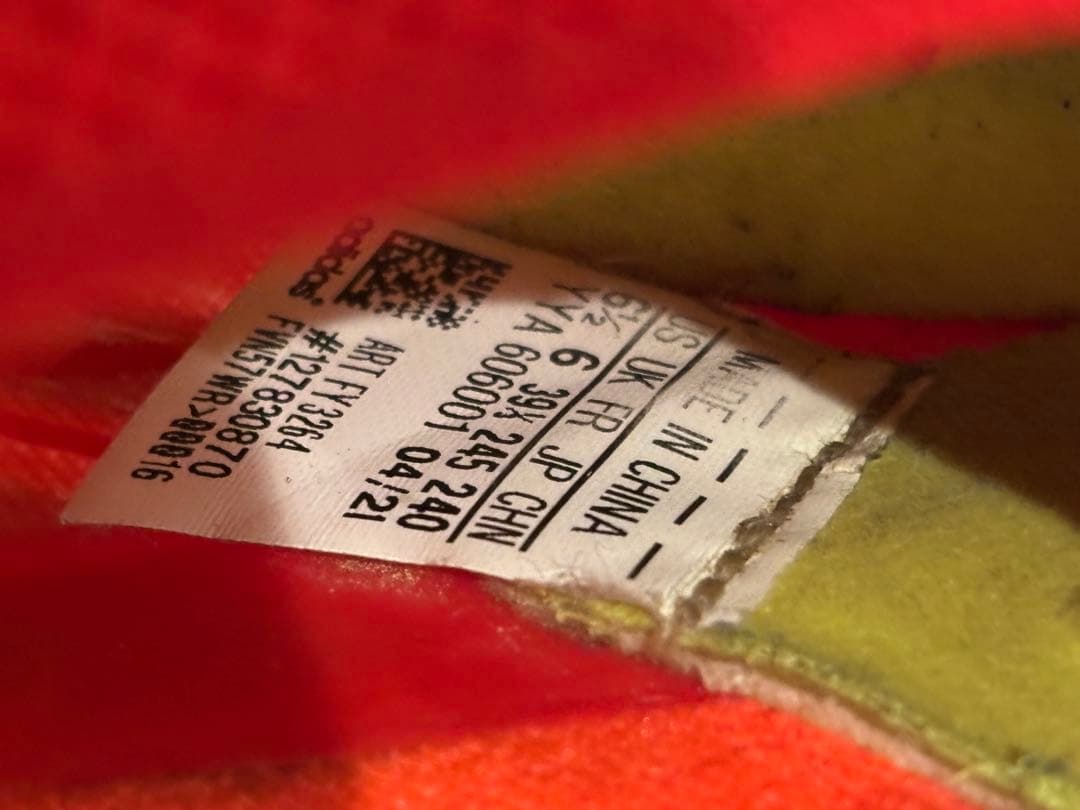 MADE IN CHINA
US UK FR JP CHN
6½ 6 39⅓ 245 240
YYA 606001 04!21
ART FY3264
#127830870
FWN57WR>00016
adidas